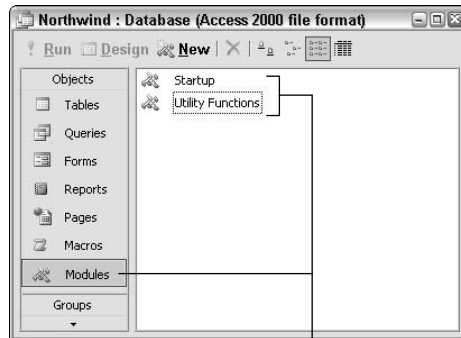 Northwind : Database (Access 2000 file format)
! Run Design New
Objects
Tables
Queries
Forms
Reports
Pages
Macros
Modules
Groups
Startup
Utility Functions